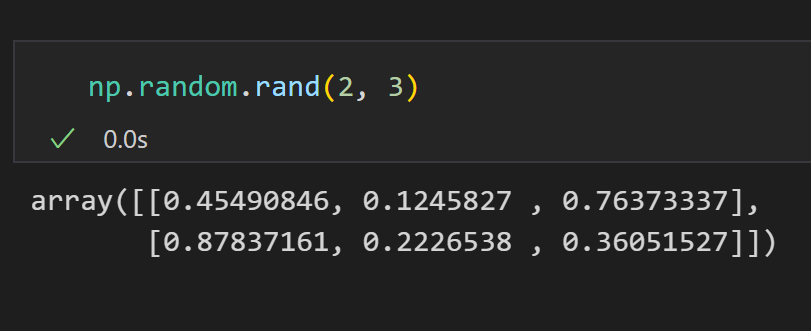 np.random.rand(2, 3)
0.0s
array([[0.45490846, 0.1245827 , 0.76373337],
[0.87837161, 0.2226538 , 0.36051527]])